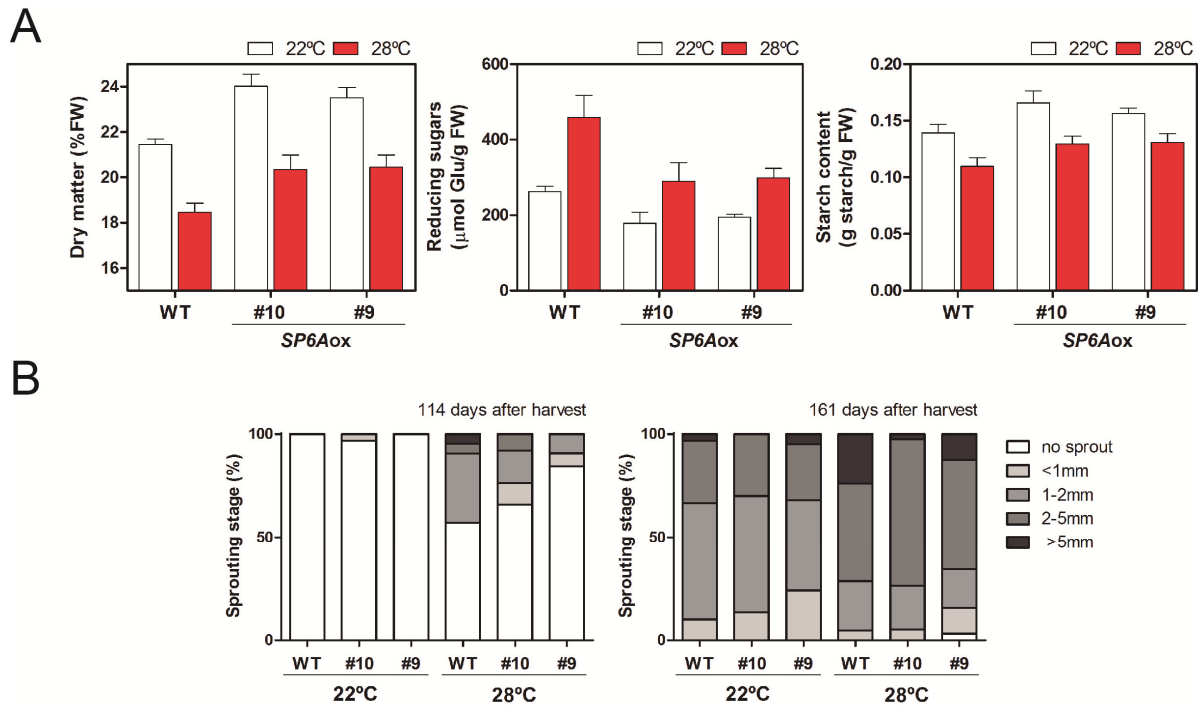 A
22ºC 28ºC
Dry matter (%FW)
24
22
20
18
16
WT #10 #9
SP6Aox
22ºC 28ºC
Reducing sugars
(µmol Glu/g FW)
600
400
200
0
WT #10 #9
SP6Aox
22ºC 28ºC
Starch content
(g starch/g FW)
0.20
0.15
0.10
0.05
0.00
WT #10 #9
SP6Aox
B
114 days after harvest
Sprouting stage (%)
100
50
0
WT #10 #9 WT #10 #9
22ºC 28ºC
161 days after harvest
Sprouting stage (%)
100
50
0
WT #10 #9 WT #10 #9
22ºC 28ºC
no sprout
<1mm
1-2mm
2-5mm
>5mm